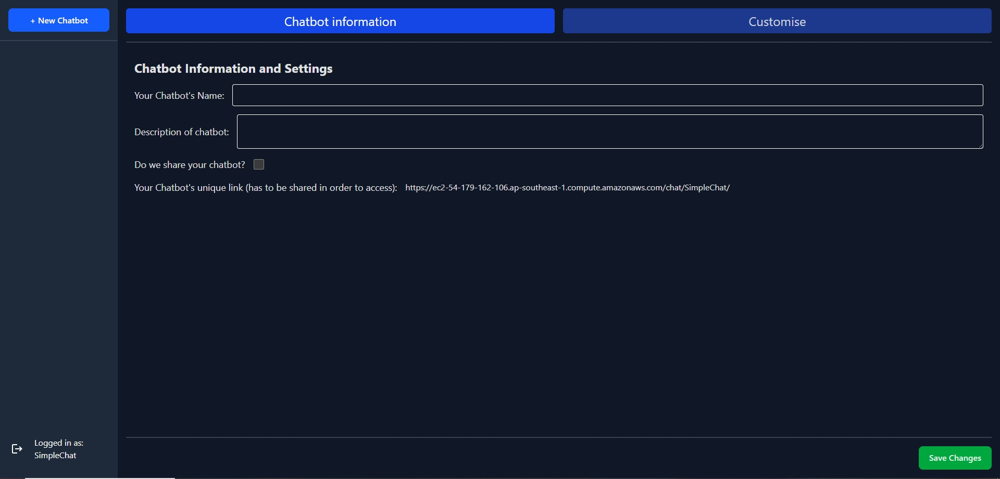 + New Chatbot
Chatbot information
Customise
Chatbot Information and Settings
Your Chatbot's Name:
Description of chatbot:
Do we share your chatbot?
Your Chatbot's unique link (has to be shared in order to access): https://ec2-54-179-162-106.ap-southeast-1.compute.amazonaws.com/chat/SimpleChat/
Logged in as:
SimpleChat
Save Changes